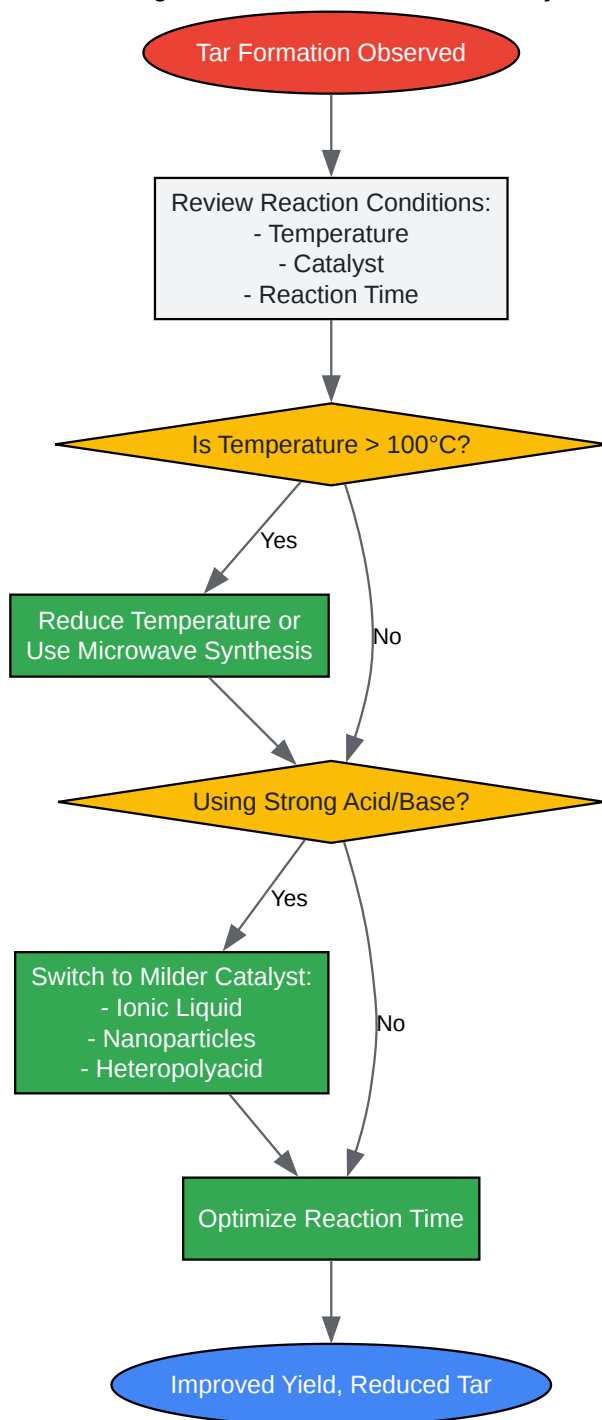 Tar Formation Observed
Review Reaction Conditions:
- Temperature
- Catalyst
- Reaction Time
Is Temperature > 100°C?
Yes
Reduce Temperature or
Use Microwave Synthesis
No
Using Strong Acid/Base?
Yes
Switch to Milder Catalyst:
- Ionic Liquid
- Nanoparticles
- Heteropolyacid
No
Optimize Reaction Time
Improved Yield, Reduced Tar